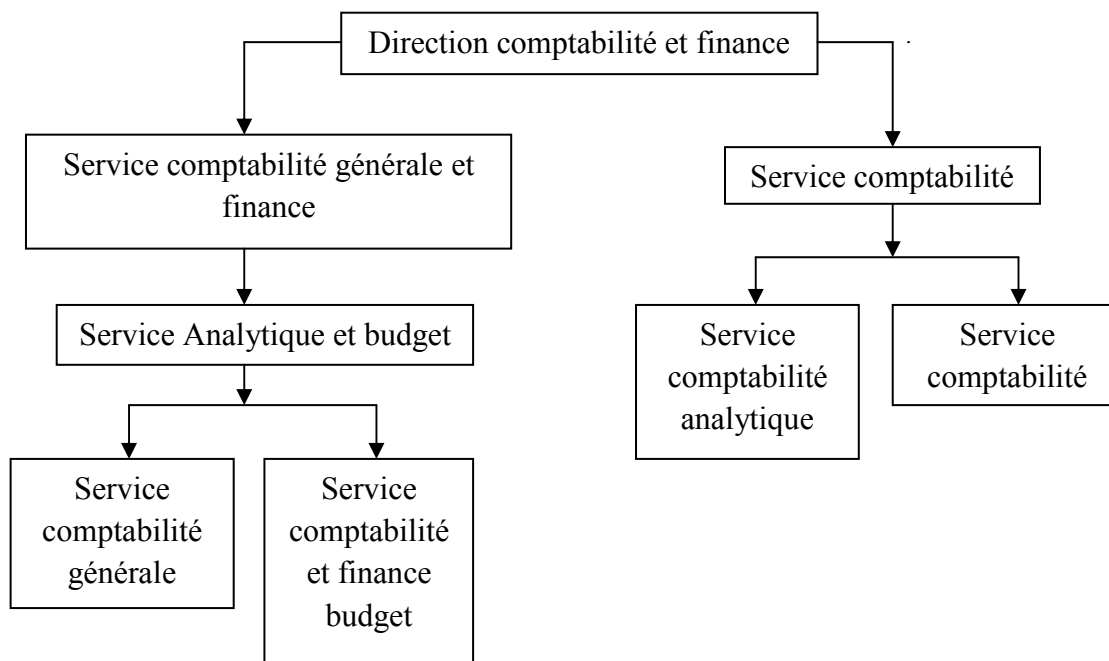 Direction comptabilité et finance
Service comptabilité générale et
finance
Service comptabilité
Service Analytique et budget
Service
comptabilité
analytique
Service
comptabilité
Service
comptabilité
générale
Service
comptabilité
et finance
budget